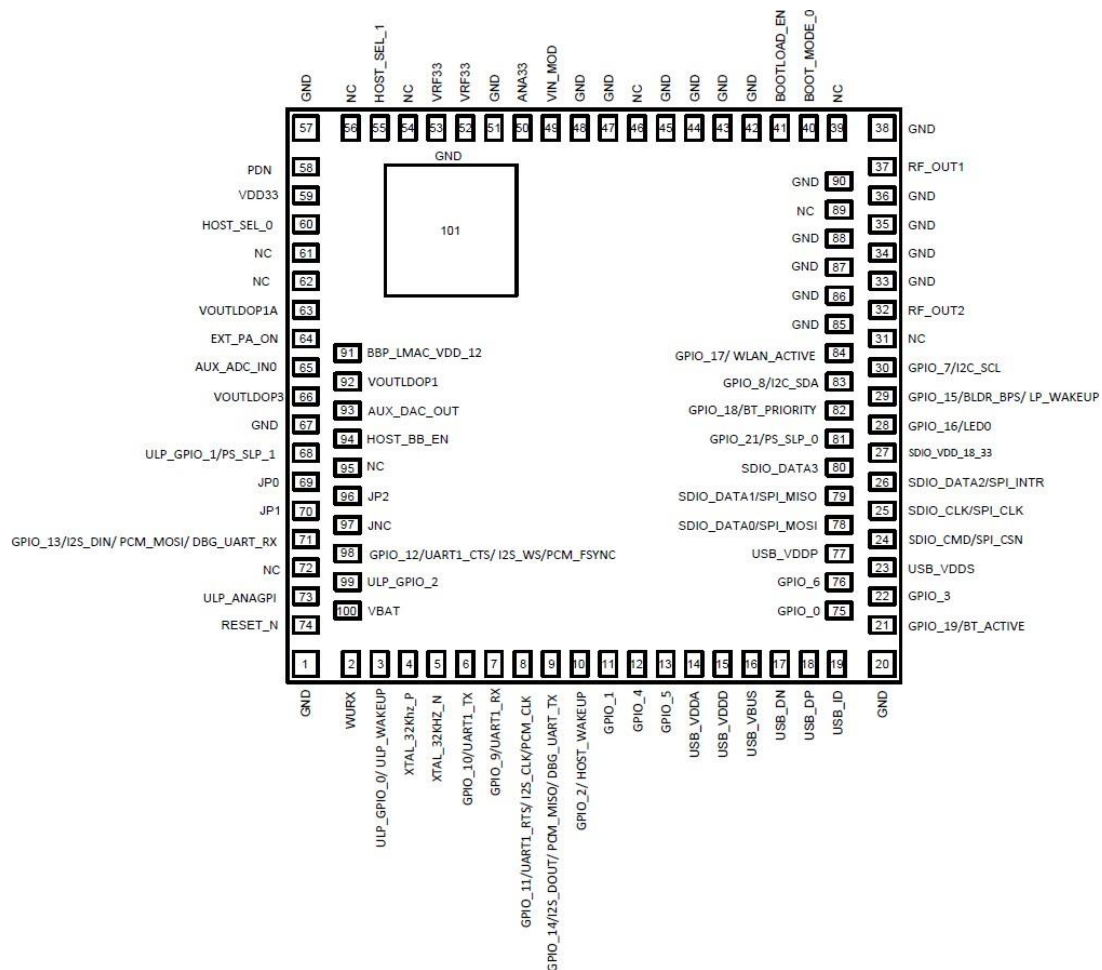 GND
NC
HOST_SEL_1
NC
VRF33
VRF33
GND
ANA33
VIN_MOD
GND
GND
NC
GND
GND
GND
GND
BOOTLOAD_EN
BOOT_MODE_0
NC
57
56
55
54
53
52
51
50
49
48
47
46
45
44
43
42
41
40
39
38
GND
PDN
58
VDD33
59
HOST_SEL_0
60
NC
61
NC
62
VOUTLDOP1A
63
EXT_PA_ON
64
AUX_ADC_IN0
65
VOUTLDOP3
66
GND
67
ULP_GPIO_1/PS_SLP_1
68
JP0
69
JP1
70
GPIO_13/I2S_DIN/ PCM_MOSI/ DBG_UART_RX
71
NC
72
ULP_ANAGPI
73
RESET_N
74
GND
101
91 BBP_LMAC_VDD_12
92 VOUTLDOP1
93 AUX_DAC_OUT
94 HOST_BB_EN
95 NC
96 JP2
97 JNC
98 GPIO_12/UART1_CTS/ I2S_WS/PCM_FSYNC
99 ULP_GPIO_2
100 VBAT
GND 90
NC 89
GND 88
GND 87
GND 86
GND 85
GPIO_17/ WLAN_ACTIVE 84
GPIO_8/I2C_SDA 83
GPIO_18/BT_PRIORITY 82
GPIO_21/PS_SLP_0 81
SDIO_DATA3 80
SDIO_DATA1/SPI_MISO 79
SDIO_DATA0/SPI_MOSI 78
USB_VDDP 77
GPIO_6 76
GPIO_0 75
37 RF_OUT1
36 GND
35 GND
34 GND
33 GND
32 RF_OUT2
31 NC
30 GPIO_7/I2C_SCL
29 GPIO_15/BLDR_BPS/ LP_WAKEUP
28 GPIO_16/LED0
27 SDIO_VDD_18_33
26 SDIO_DATA2/SPI_INTR
25 SDIO_CLK/SPI_CLK
24 SDIO_CMD/SPI_CSN
23 USB_VDDS
22 GPIO_3
21 GPIO_19/BT_ACTIVE
1
2
3
4
5
6
7
8
9
10
11
12
13
14
15
16
17
18
19
20
GND
WURX
ULP_GPIO_0/ ULP_WAKEUP
XTAL_32Khz_P
XTAL_32KHZ_N
GPIO_10/UART1_TX
GPIO_9/UART1_RX
GPIO_11/UART1_RTS/ I2S_CLK/PCM_CLK
GPIO_14/I2S_DOUT/ PCM_MISO/ DBG_UART_TX
GPIO_2/ HOST_WAKEUP
GPIO_1
GPIO_4
GPIO_5
USB_VDDA
USB_VDDD
USB_VBUS
USB_DN
USB_DP
USB_ID
GND